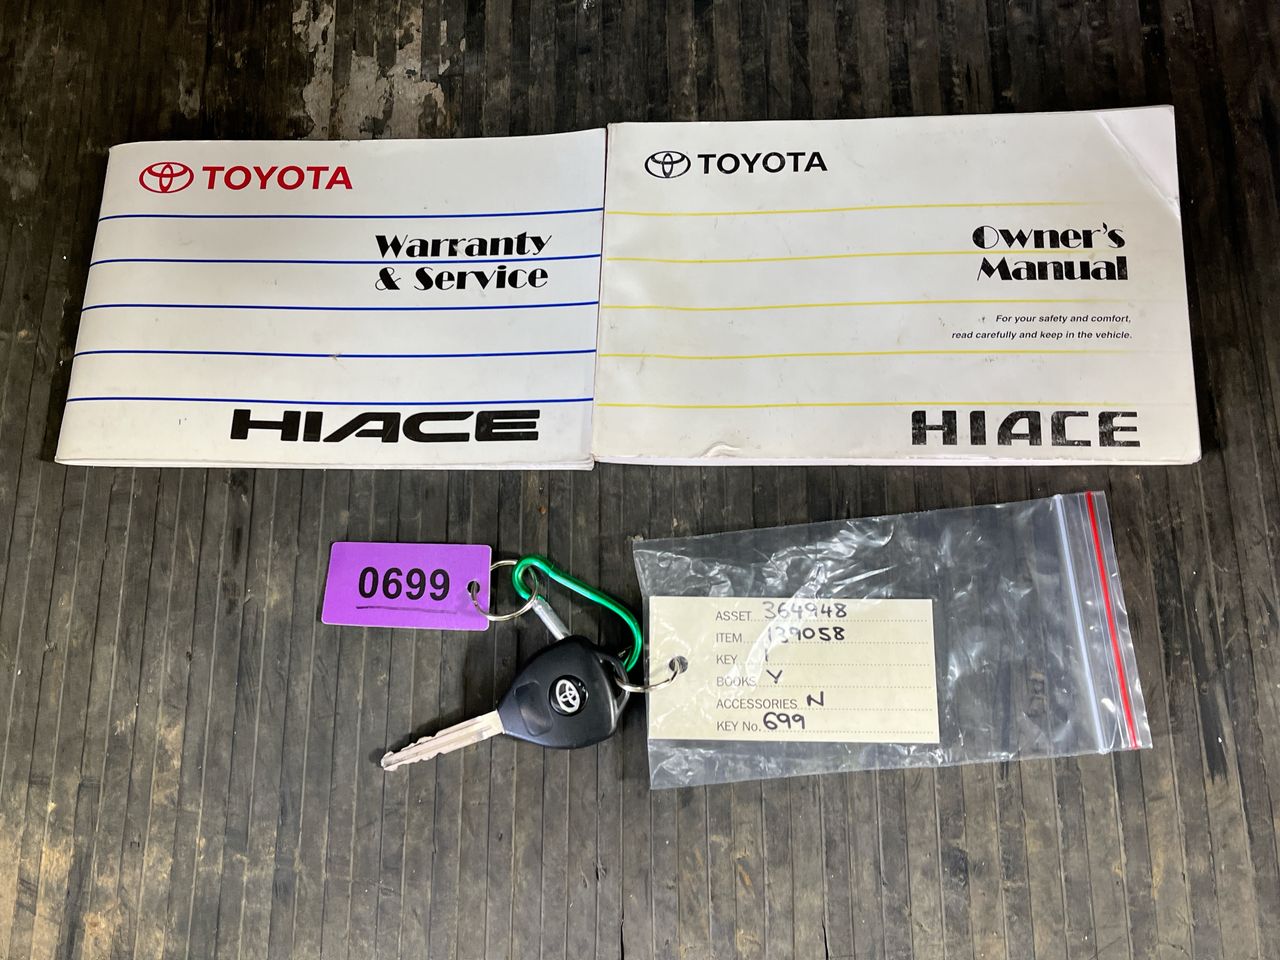 TOYOTA
Warranty
& Service
HIACE
TOYOTA
Owner's
Manual
For your safety and comfort,
read carefully and keep in the vehicle.
HIACE
0699
ASSET 364948
ITEM 139058
KEY 1
BOOKS Y
ACCESSORIES N
KEY No. 699